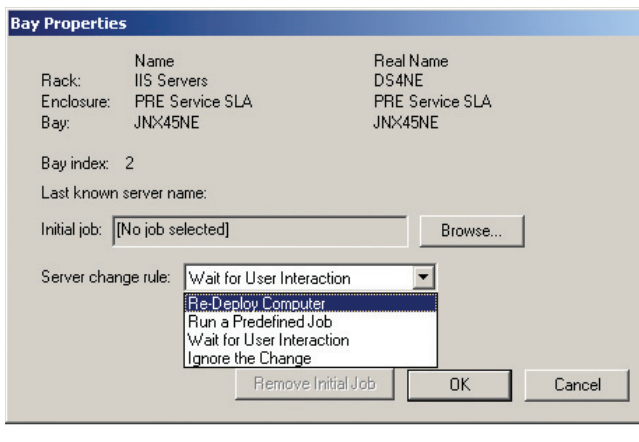 Bay Properties
Name Real Name
Rack: IIS Servers DS4NE
Enclosure: PRE Service SLA PRE Service SLA
Bay: JNX45NE JNX45NE
Bay index: 2
Last known server name:
Initial job: [No job selected] Browse...
Server change rule: Wait for User Interaction
Re-Deploy Computer
Run a Predefined Job
Wait for User Interaction
Ignore the Change
Remove Initial Job OK Cancel